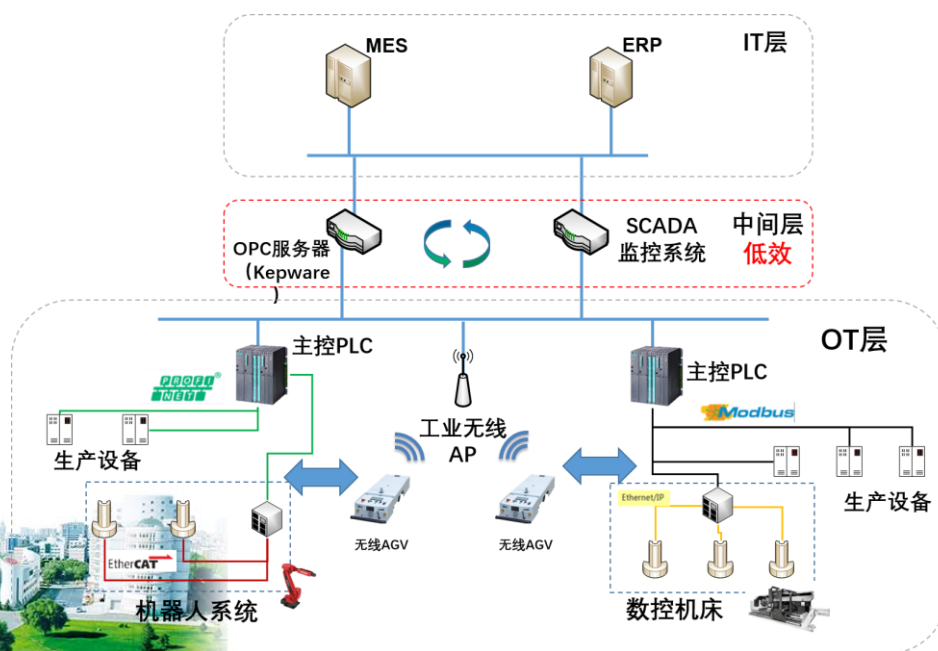 MES
ERP
IT层
OPC服务器
（Kepware
）
SCADA
监控系统
中间层
低效
OT层
主控PLC
主控PLC
PROFI
NET
®
Modbus
工业无线
AP
生产设备
生产设备
Ethernet/IP
无线AGV
无线AGV
EtherCAT
机器人系统
数控机床